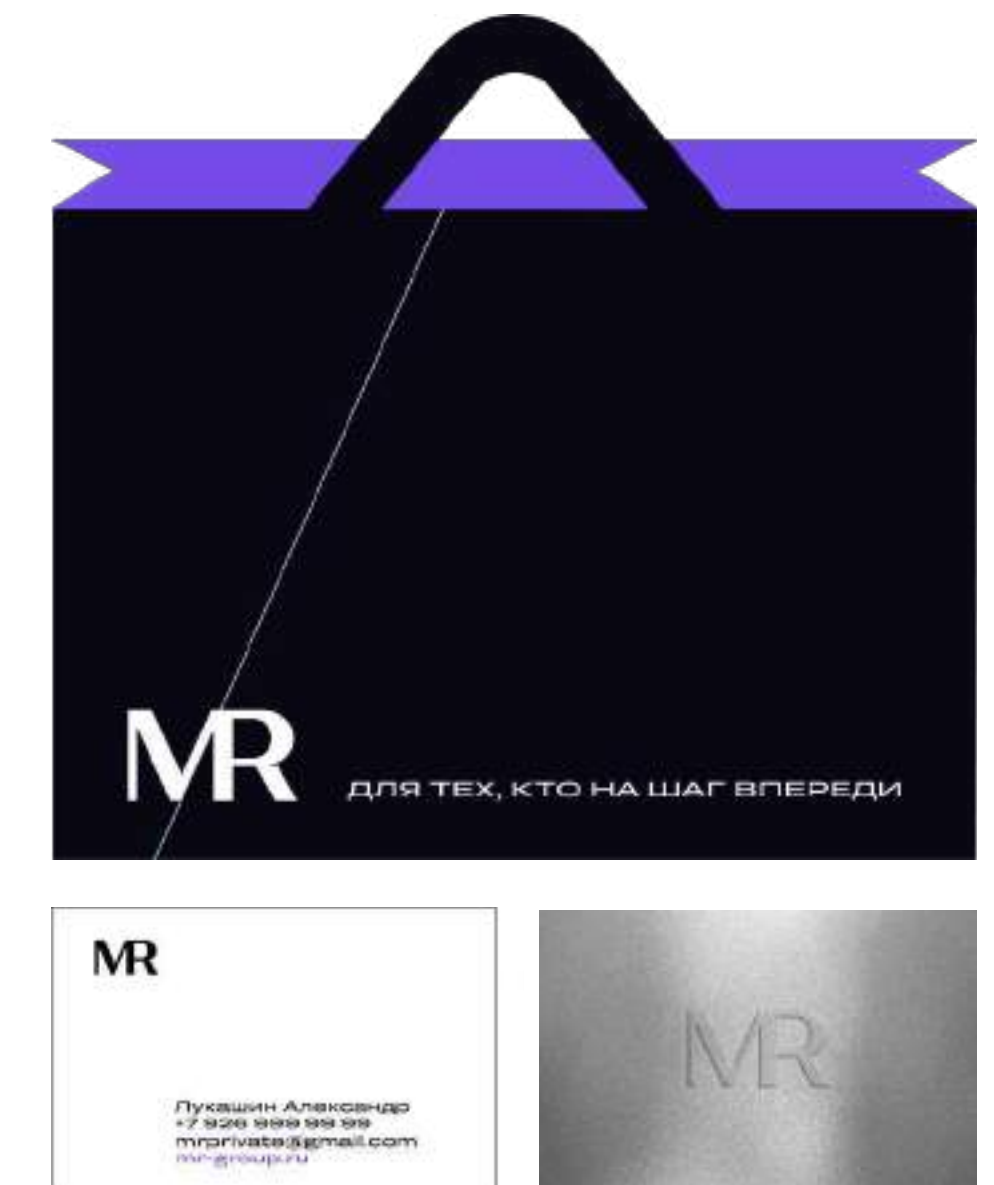 MR
ДЛЯ ТЕХ, КТО НА ШАГ ВПЕРЕДИ
MR
Лукашин Александр
+7 926 999 99 99
mrprivate@gmail.com
mr-group.ru
MR